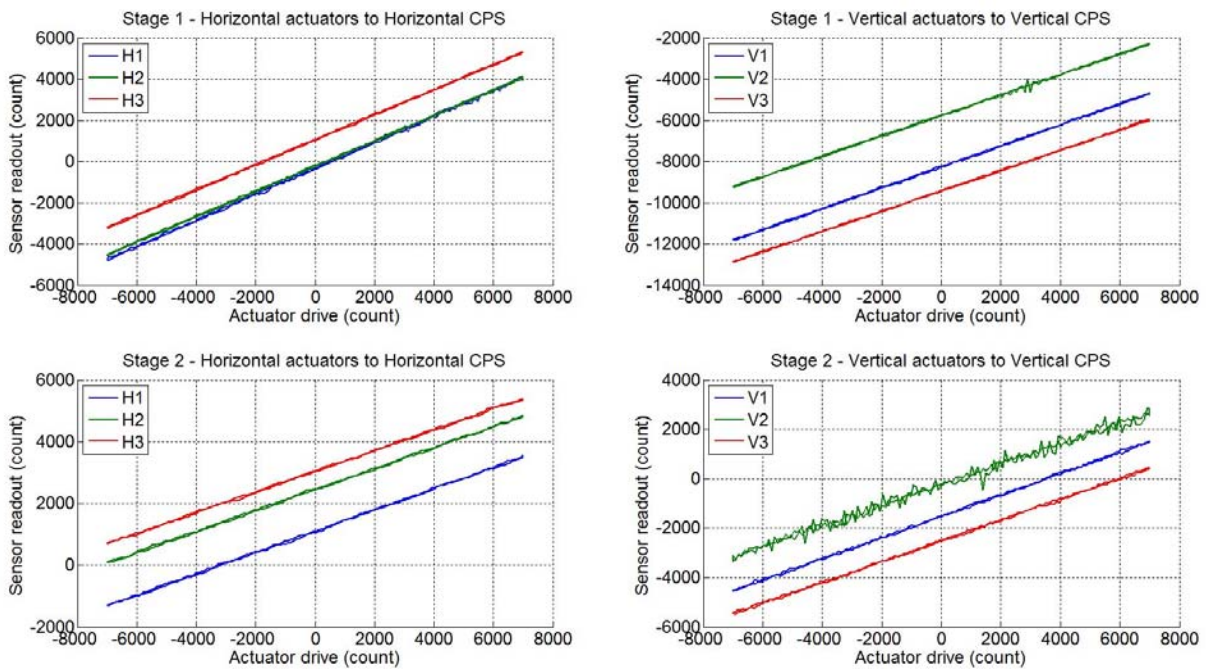 Stage 1 - Horizontal actuators to Horizontal CPS
6000
4000
2000
0
-2000
-4000
-6000
Sensor readout (count)
H1
H2
H3
-8000 -6000 -4000 -2000 0 2000 4000 6000 8000
Actuator drive (count)
Stage 1 - Vertical actuators to Vertical CPS
-2000
-4000
-6000
-8000
-10000
-12000
-14000
Sensor readout (count)
V1
V2
V3
-8000 -6000 -4000 -2000 0 2000 4000 6000 8000
Actuator drive (count)
Stage 2 - Horizontal actuators to Horizontal CPS
6000
4000
2000
0
-2000
Sensor readout (count)
H1
H2
H3
-8000 -6000 -4000 -2000 0 2000 4000 6000 8000
Actuator drive (count)
Stage 2 - Vertical actuators to Vertical CPS
4000
2000
0
-2000
-4000
-6000
Sensor readout (count)
V1
V2
V3
-8000 -6000 -4000 -2000 0 2000 4000 6000 8000
Actuator drive (count)